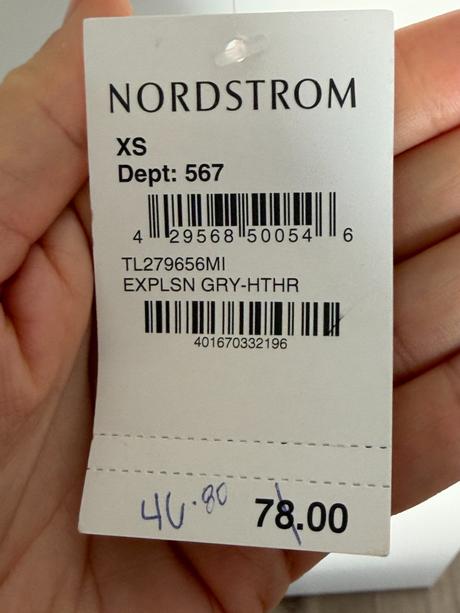 NORDSTROM
XS
Dept: 567
4 29568 50054 6
TL279656MI
EXPLSN GRY-HTHR
401670332196
46.80 78.00